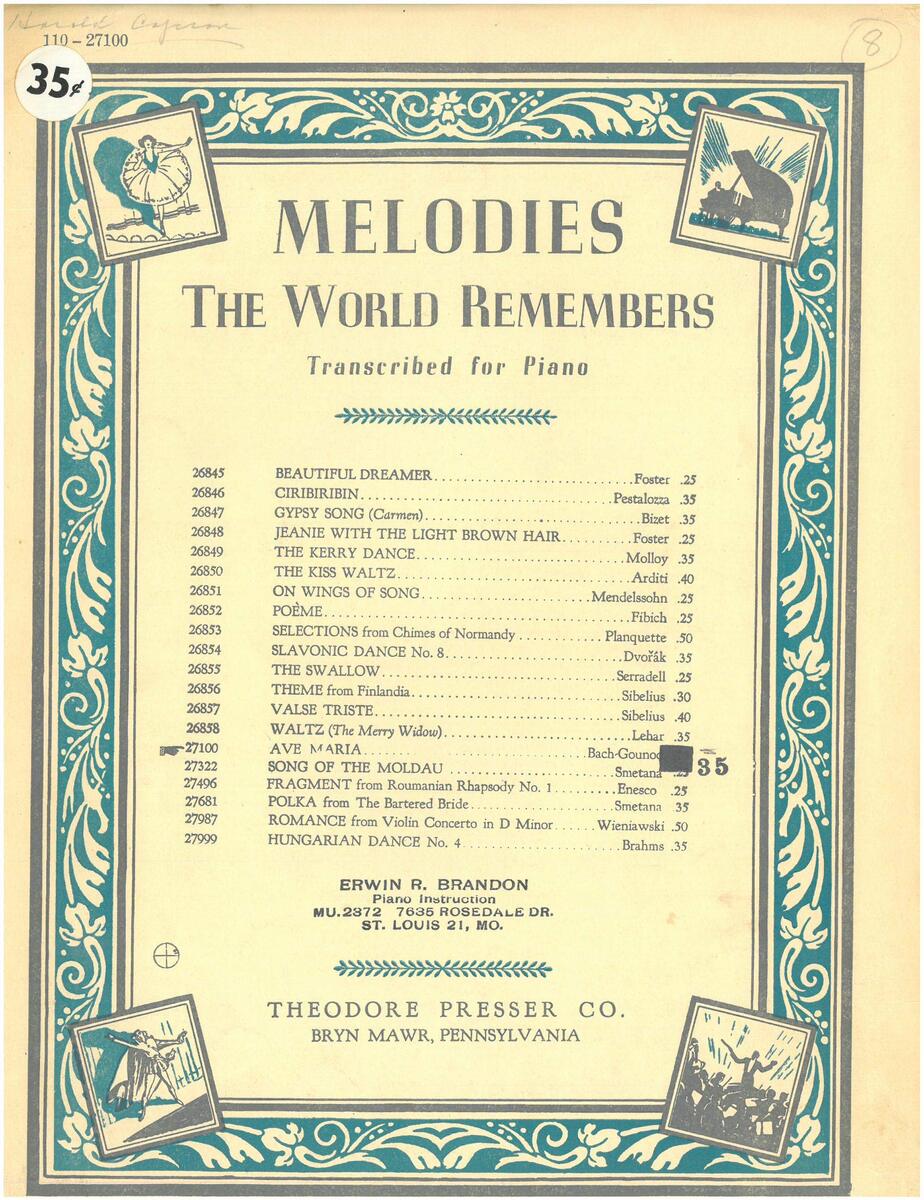 Harold
110-27100
8
35¢
MELODIES
THE WORLD REMEMBERS
Transcribed for Piano
26845 BEAUTIFUL DREAMER Foster .25
26846 CIRIBIRIBIN Pestalozza .35
26847 GYPSY SONG (Carmen) Bizet .35
26848 JEANIE WITH THE LIGHT BROWN HAIR Foster .25
26849 THE KERRY DANCE Molloy .35
26850 THE KISS WALTZ Arditi .40
26851 ON WINGS OF SONG Mendelssohn .25
26852 POÈME Fibich .25
26853 SELECTIONS from Chimes of Normandy Planquette .50
26854 SLAVONIC DANCE No. 8 Dvořák .35
26855 THE SWALLOW Serradell .25
26856 THEME from Finlandia Sibelius .30
26857 VALSE TRISTE Sibelius .40
26858 WALTZ (The Merry Widow) Lehar .35
27100 AVE MARIA Bach-Gounod 35
27322 SONG OF THE MOLDAU Smetana .25
27496 FRAGMENT from Roumanian Rhapsody No. 1 Enesco .25
27681 POLKA from The Bartered Bride Smetana 35
27987 ROMANCE from Violin Concerto in D Minor Wieniawski .50
27999 HUNGARIAN DANCE No. 4 Brahms .35
ERWIN R. BRANDON
Piano Instruction
MU.2372 7635 ROSEDALE DR.
ST. LOUIS 21, MO.
THEODORE PRESSER CO.
BRYN MAWR, PENNSYLVANIA